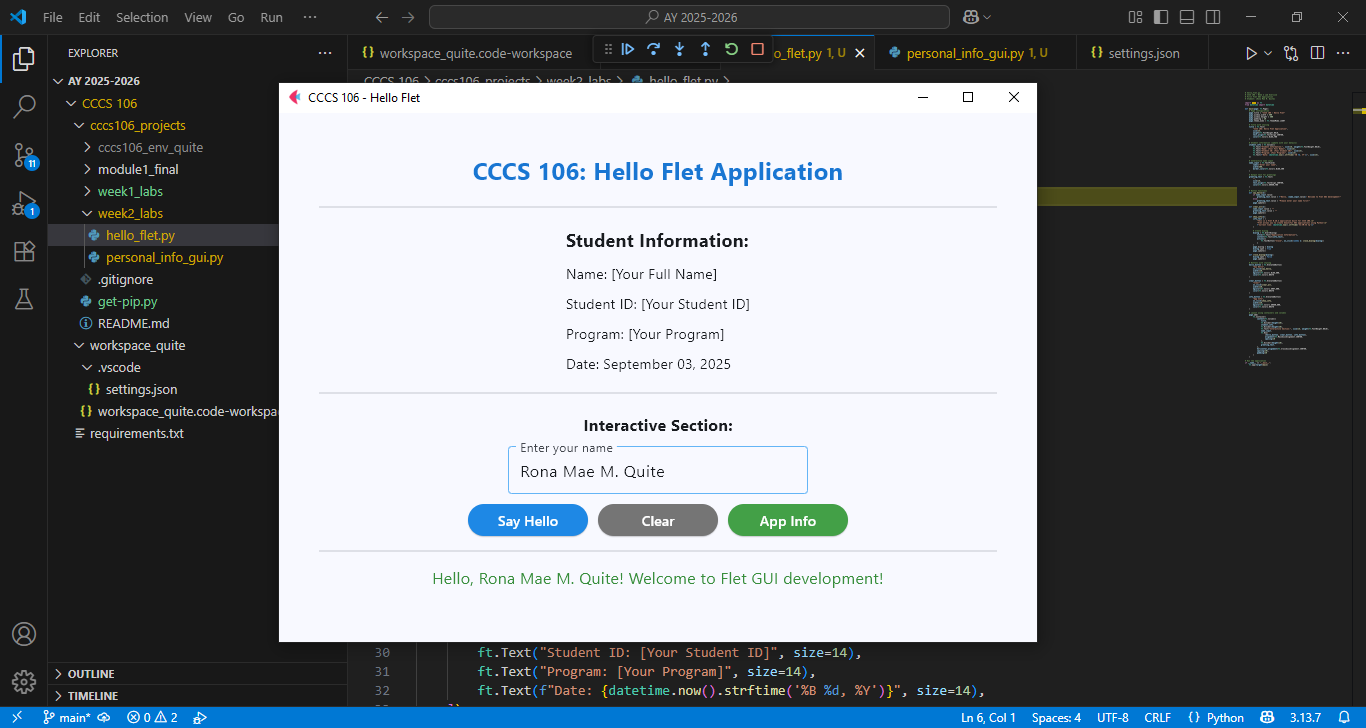 File Edit Selection View Go Run ··· AY 2025-2026
EXPLORER ···
AY 2025-2026
CCCS 106
cccs106_projects
cccs106_env_quite
module1_final
week1_labs
week2_labs
hello_flet.py
personal_info_gui.py
.gitignore
get-pip.py
README.md
workspace_quite
.vscode
{} settings.json
{} workspace_quite.code-workspa
requirements.txt
OUTLINE
TIMELINE
11
1
{} workspace_quite.code-workspace
o_flet.py 1, U
personal_info_gui.py 1, U
{} settings.json
CCCS 106 > cccs106_projects > week2_labs > hello_flet.py >
CCCS 106 - Hello Flet
CCCS 106: Hello Flet Application
Student Information:
Name: [Your Full Name]
Student ID: [Your Student ID]
Program: [Your Program]
Date: September 03, 2025
Interactive Section:
Enter your name
Rona Mae M. Quite
Say Hello Clear App Info
Hello, Rona Mae M. Quite! Welcome to Flet GUI development!
30 ft.Text("Student ID: [Your Student ID]", size=14),
31 ft.Text("Program: [Your Program]", size=14),
32 ft.Text(f"Date: {datetime.now().strftime('%B %d, %Y')}", size=14),
main* 0 2 Ln 6, Col 1 Spaces: 4 UTF-8 CRLF {} Python 3.13.7